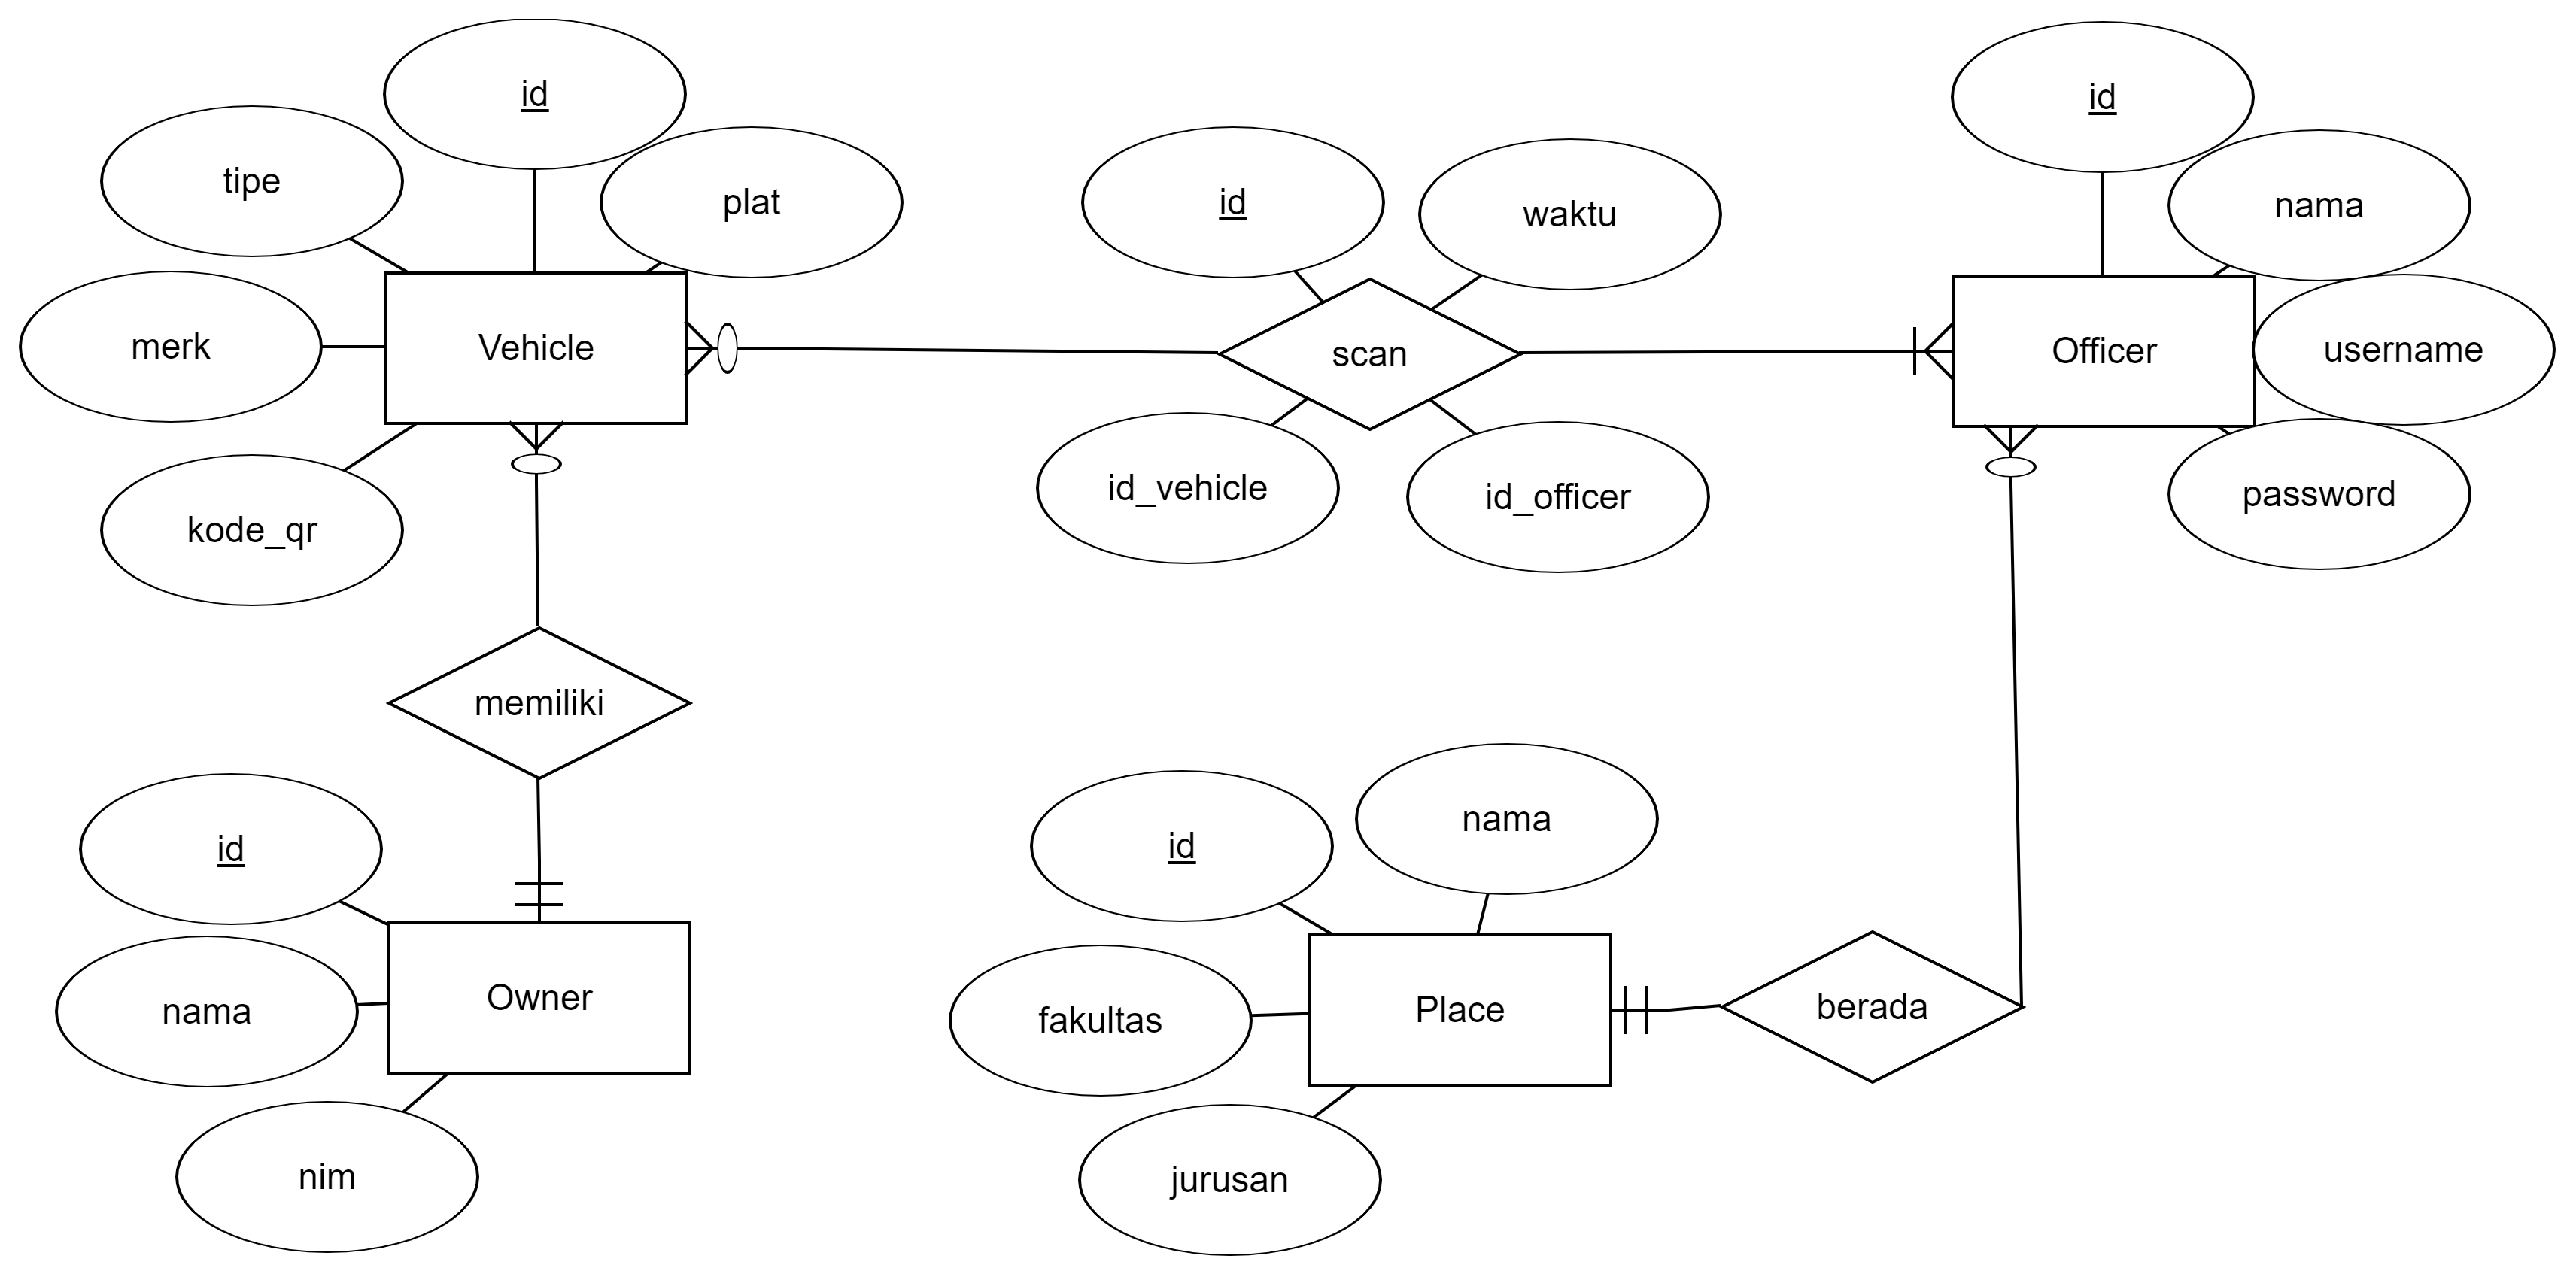 id
tipe
plat
merk
Vehicle
kode_qr
id
waktu
scan
id_vehicle
id_officer
id
nama
Officer
username
password
memiliki
id
nama
Owner
nim
id
nama
fakultas
Place
jurusan
berada